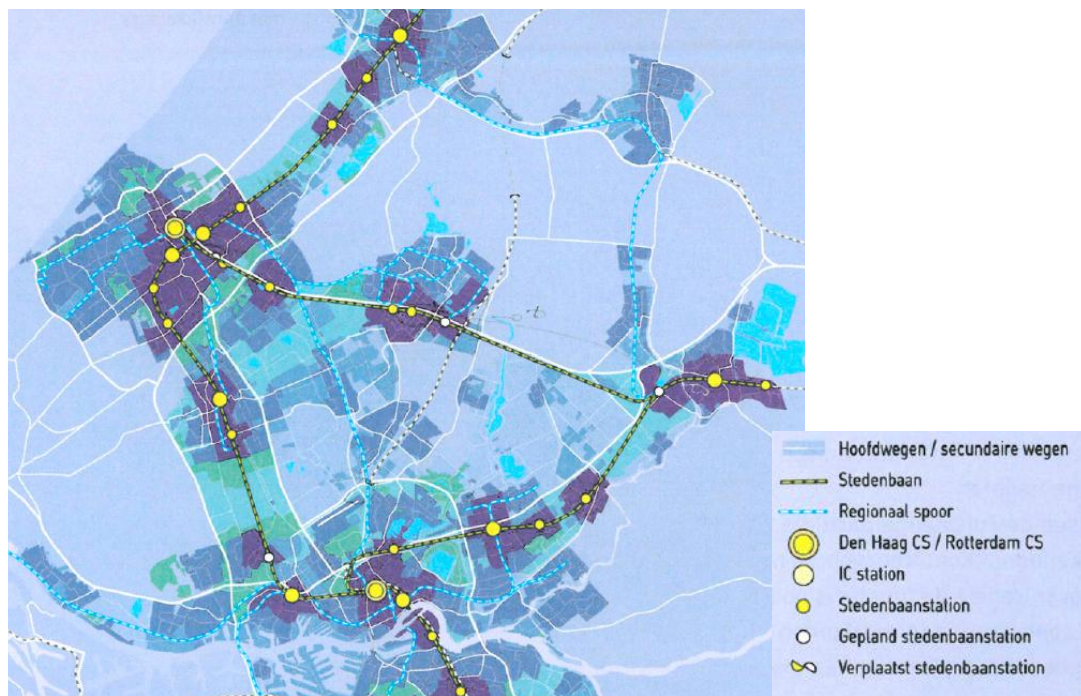 Hoofdwegen / secundaire wegen
Stedenbaan
Regionaal spoor
Den Haag CS / Rotterdam CS
IC station
Stedenbaanstation
Gepland stedenbaanstation
Verplaatst stedenbaanstation